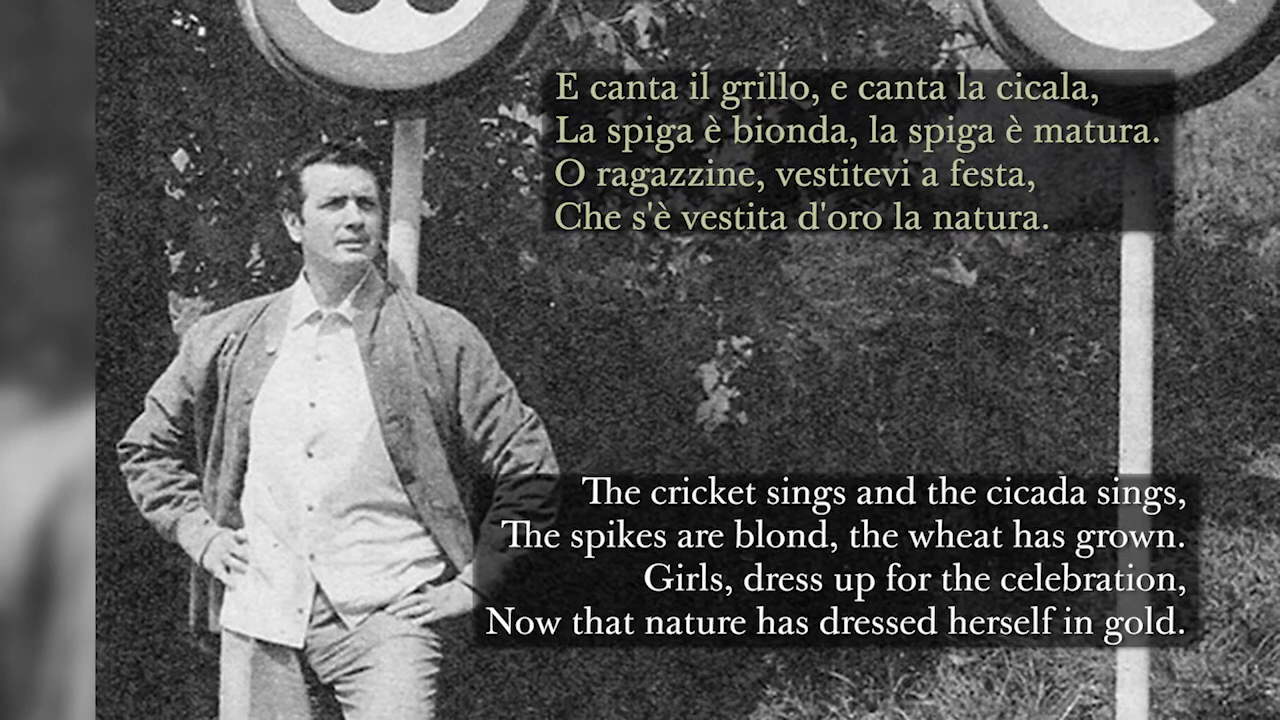 E canta il grillo, e canta la cicala,
La spiga è bionda, la spiga è matura.
O ragazzine, vestitevi a festa,
Che s'è vestita d'oro la natura.
The cricket sings and the cicada sings,
The spikes are blond, the wheat has grown.
Girls, dress up for the celebration,
Now that nature has dressed herself in gold.